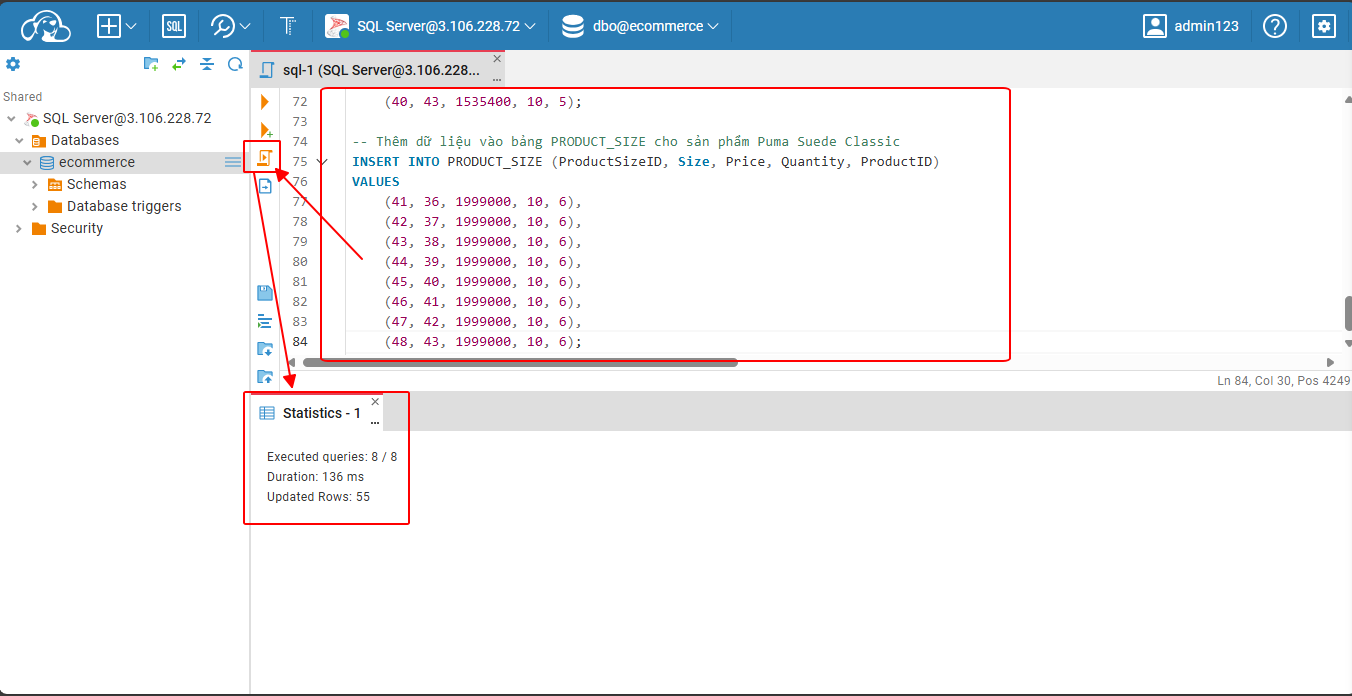 SQL
SQL Server@3.106.228.72
dbo@ecommerce
admin123
sql-1 (SQL Server@3.106.228...
Shared
SQL Server@3.106.228.72
Databases
ecommerce
Schemas
Database triggers
Security
72 (40, 43, 1535400, 10, 5);
73
74 -- Thêm dữ liệu vào bảng PRODUCT_SIZE cho sản phẩm Puma Suede Classic
75 INSERT INTO PRODUCT_SIZE (ProductSizeID, Size, Price, Quantity, ProductID)
76 VALUES
77 (41, 36, 1999000, 10, 6),
78 (42, 37, 1999000, 10, 6),
79 (43, 38, 1999000, 10, 6),
80 (44, 39, 1999000, 10, 6),
81 (45, 40, 1999000, 10, 6),
82 (46, 41, 1999000, 10, 6),
83 (47, 42, 1999000, 10, 6),
84 (48, 43, 1999000, 10, 6);
Ln 84, Col 30, Pos 4249
Statistics - 1
Executed queries: 8 / 8
Duration: 136 ms
Updated Rows: 55